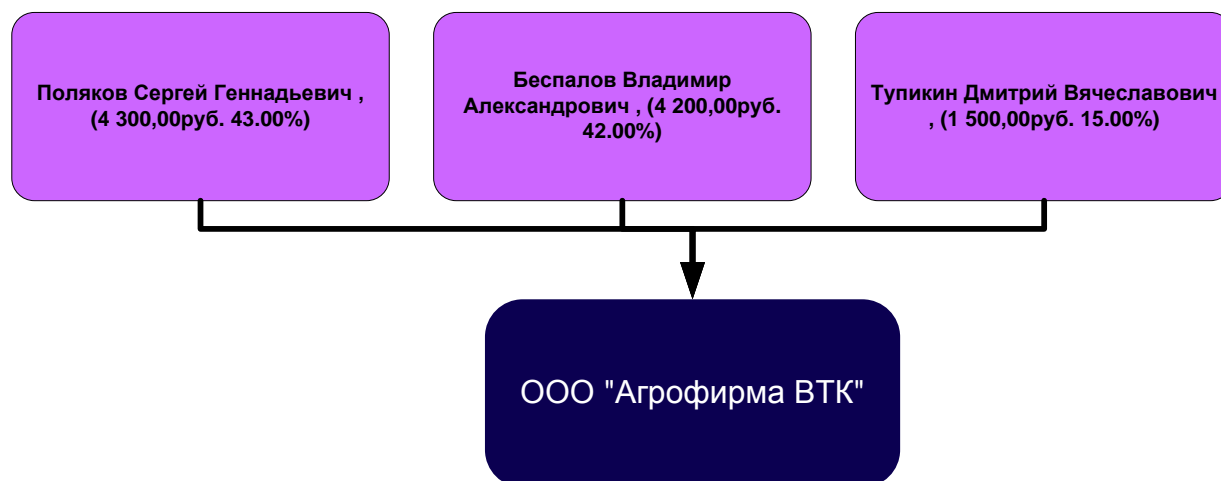 Поляков Сергей Геннадьевич ,
(4 300,00руб. 43.00%)
Беспалов Владимир
Александрович , (4 200,00руб.
42.00%)
Тупикин Дмитрий Вячеславович
, (1 500,00руб. 15.00%)
ООО "Агрофирма ВТК"